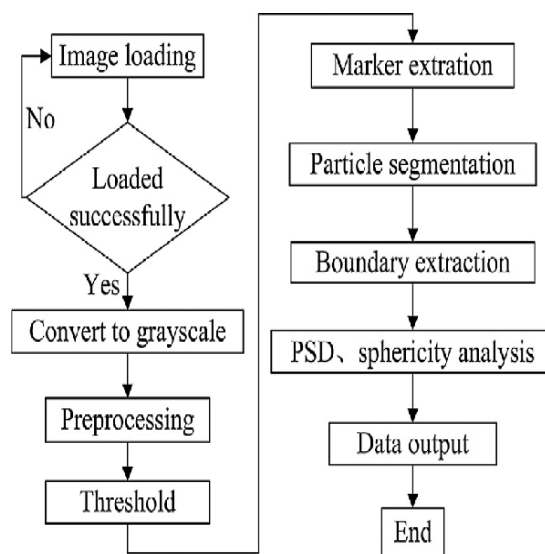 Image loading
No
Loaded
successfully
Yes
Convert to grayscale
Preprocessing
Threshold
Marker extration
Particle segmentation
Boundary extraction
PSD、sphericity analysis
Data output
End